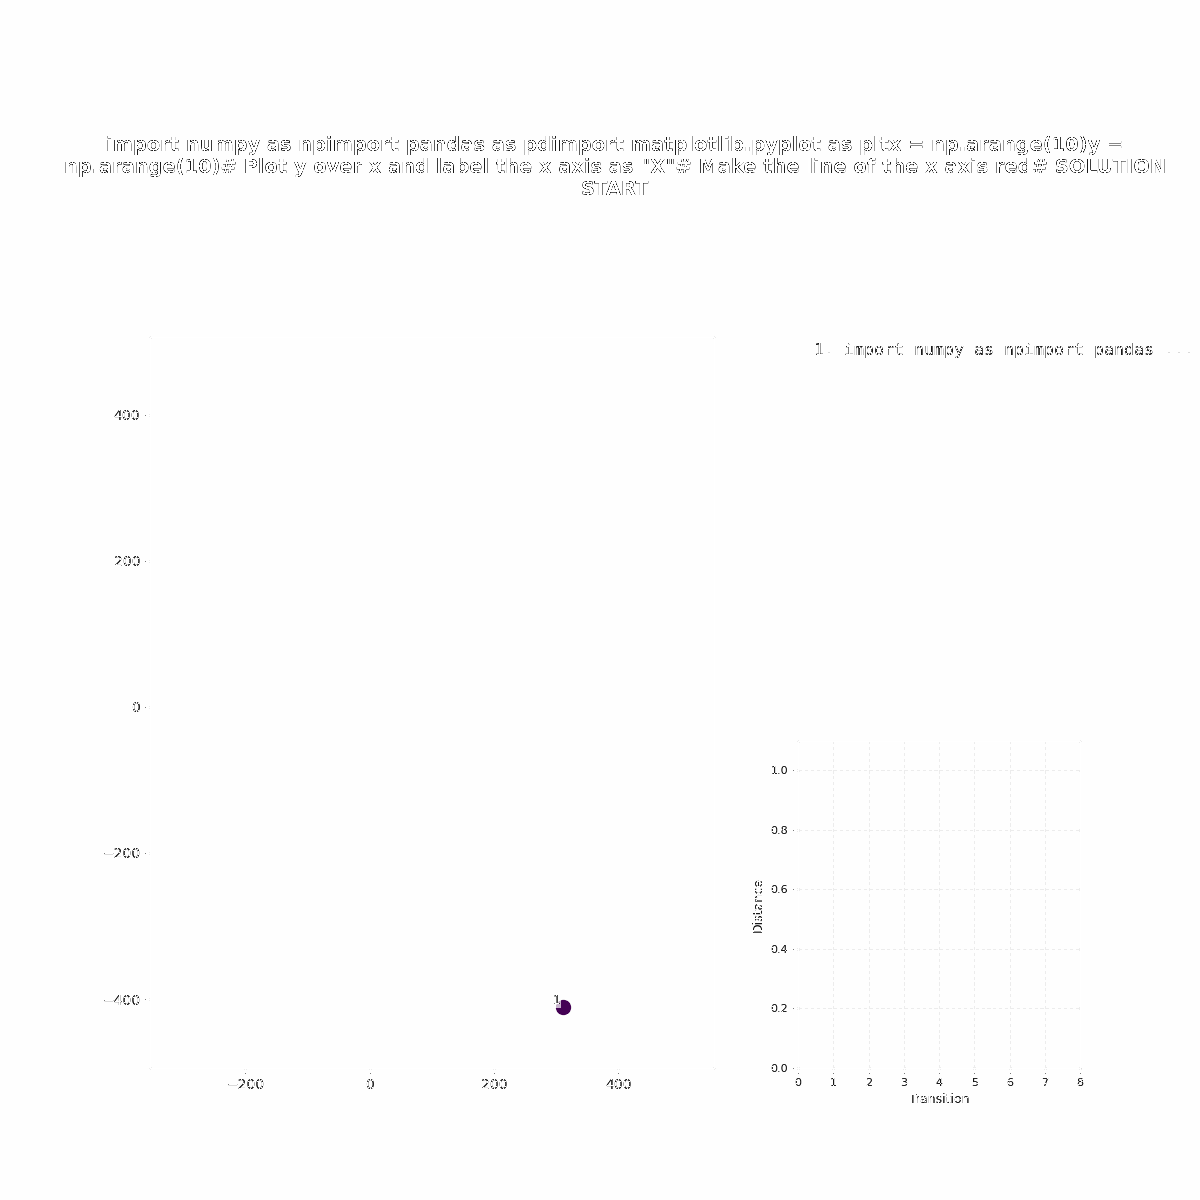 import numpy as npimport pandas as pdimport matplotlib.pyplot as pltx = np.arange(10)y =
np.arange(10)# Plot y over x and label the x axis as "X"# Make the line of the x axis red# SOLUTION
START
1. import numpy as npimport pandas ...
400
200
0
−200
−400
1
−200 0 200 400
1.0
0.8
0.6
0.4
0.2
0.0
Distance
0 1 2 3 4 5 6 7 8
Transition